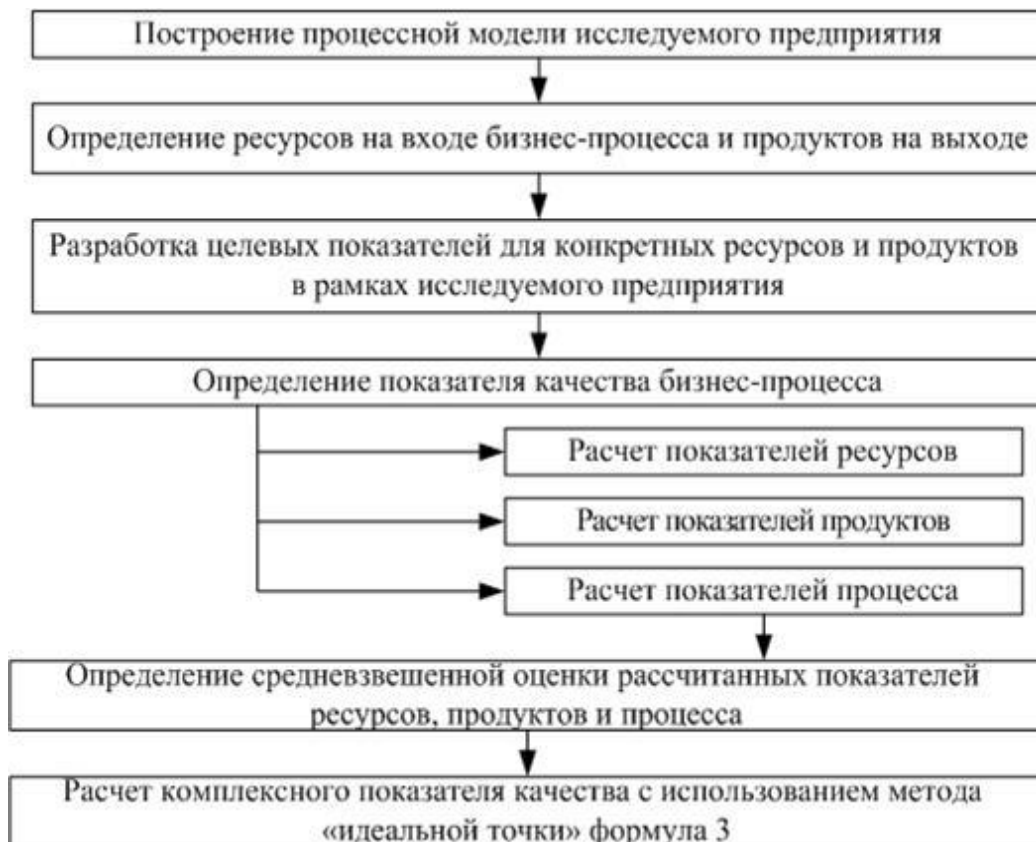 Построение процессной модели исследуемого предприятия
Определение ресурсов на входе бизнес-процесса и продуктов на выходе
Разработка целевых показателей для конкретных ресурсов и продуктов
в рамках исследуемого предприятия
Определение показателя качества бизнес-процесса
Расчет показателей ресурсов
Расчет показателей продуктов
Расчет показателей процесса
Определение средневзвешенной оценки рассчитанных показателей
ресурсов, продуктов и процесса
Расчет комплексного показателя качества с использованием метода
«идеальной точки» формула 3